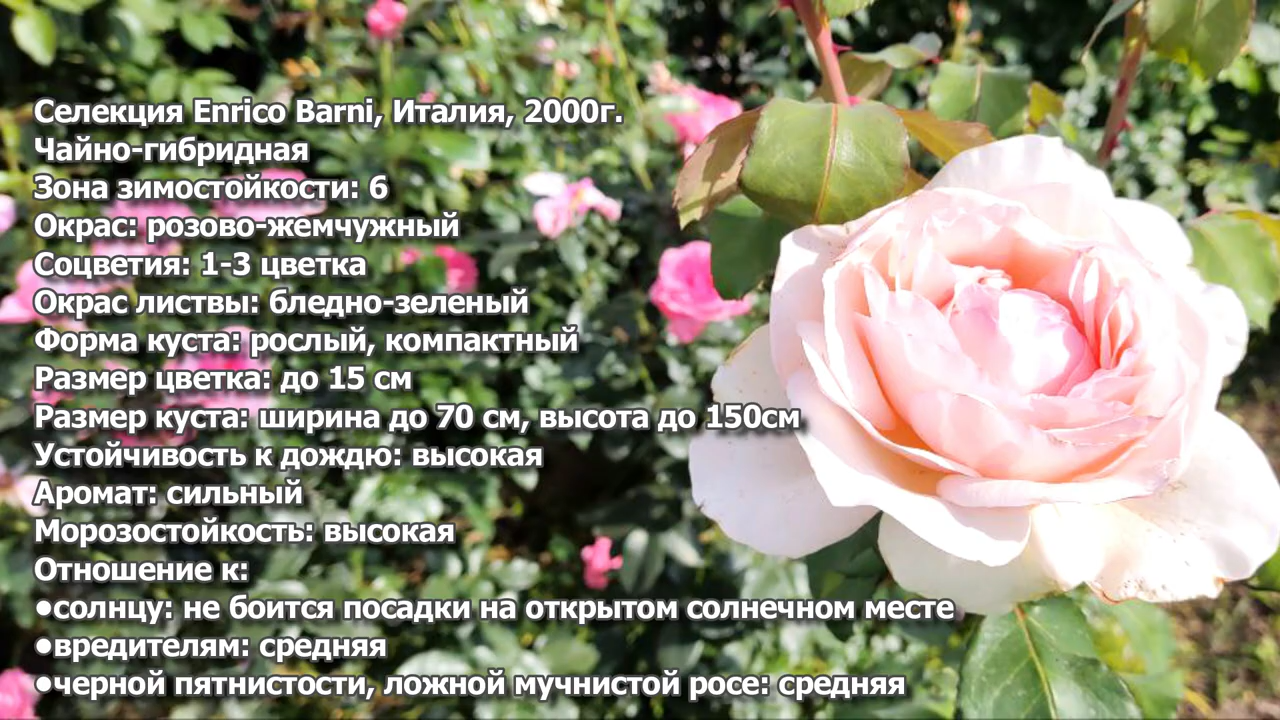 Селекция Enrico Barni, Италия, 2000г.
Чайно-гибридная
Зона зимостойкости: 6
Окрас: розово-жемчужный
Соцветия: 1-3 цветка
Окрас листвы: бледно-зеленый
Форма куста: рослый, компактный
Размер цветка: до 15 см
Размер куста: ширина до 70 см, высота до 150см
Устойчивость к дождю: высокая
Аромат: сильный
Морозостойкость: высокая
Отношение к:
•солнцу: не боится посадки на открытом солнечном месте
•вредителям: средняя
•черной пятнистости, ложной мучнистой росе: средняя